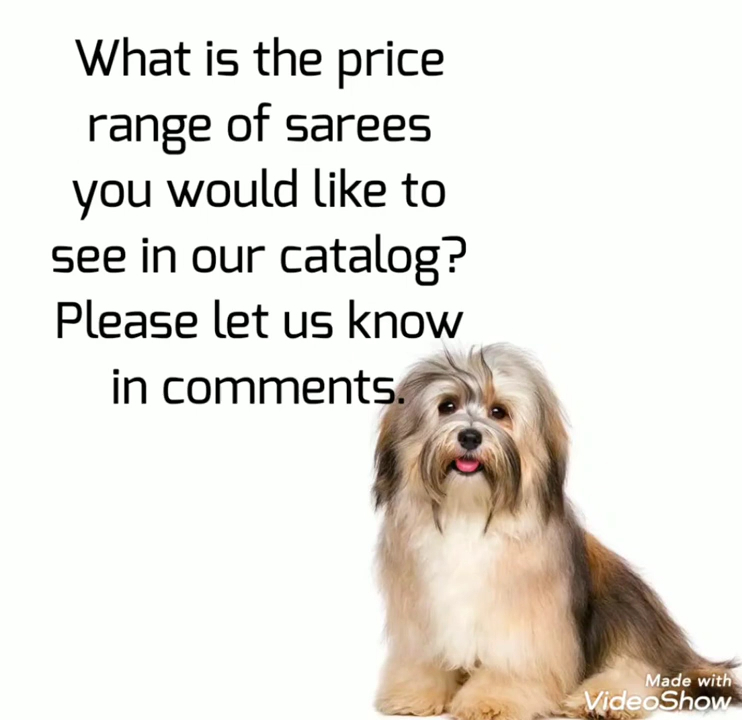 What is the price
range of sarees
you would like to
see in our catalog?
Please let us know
in comments.
Made with
VideoShow